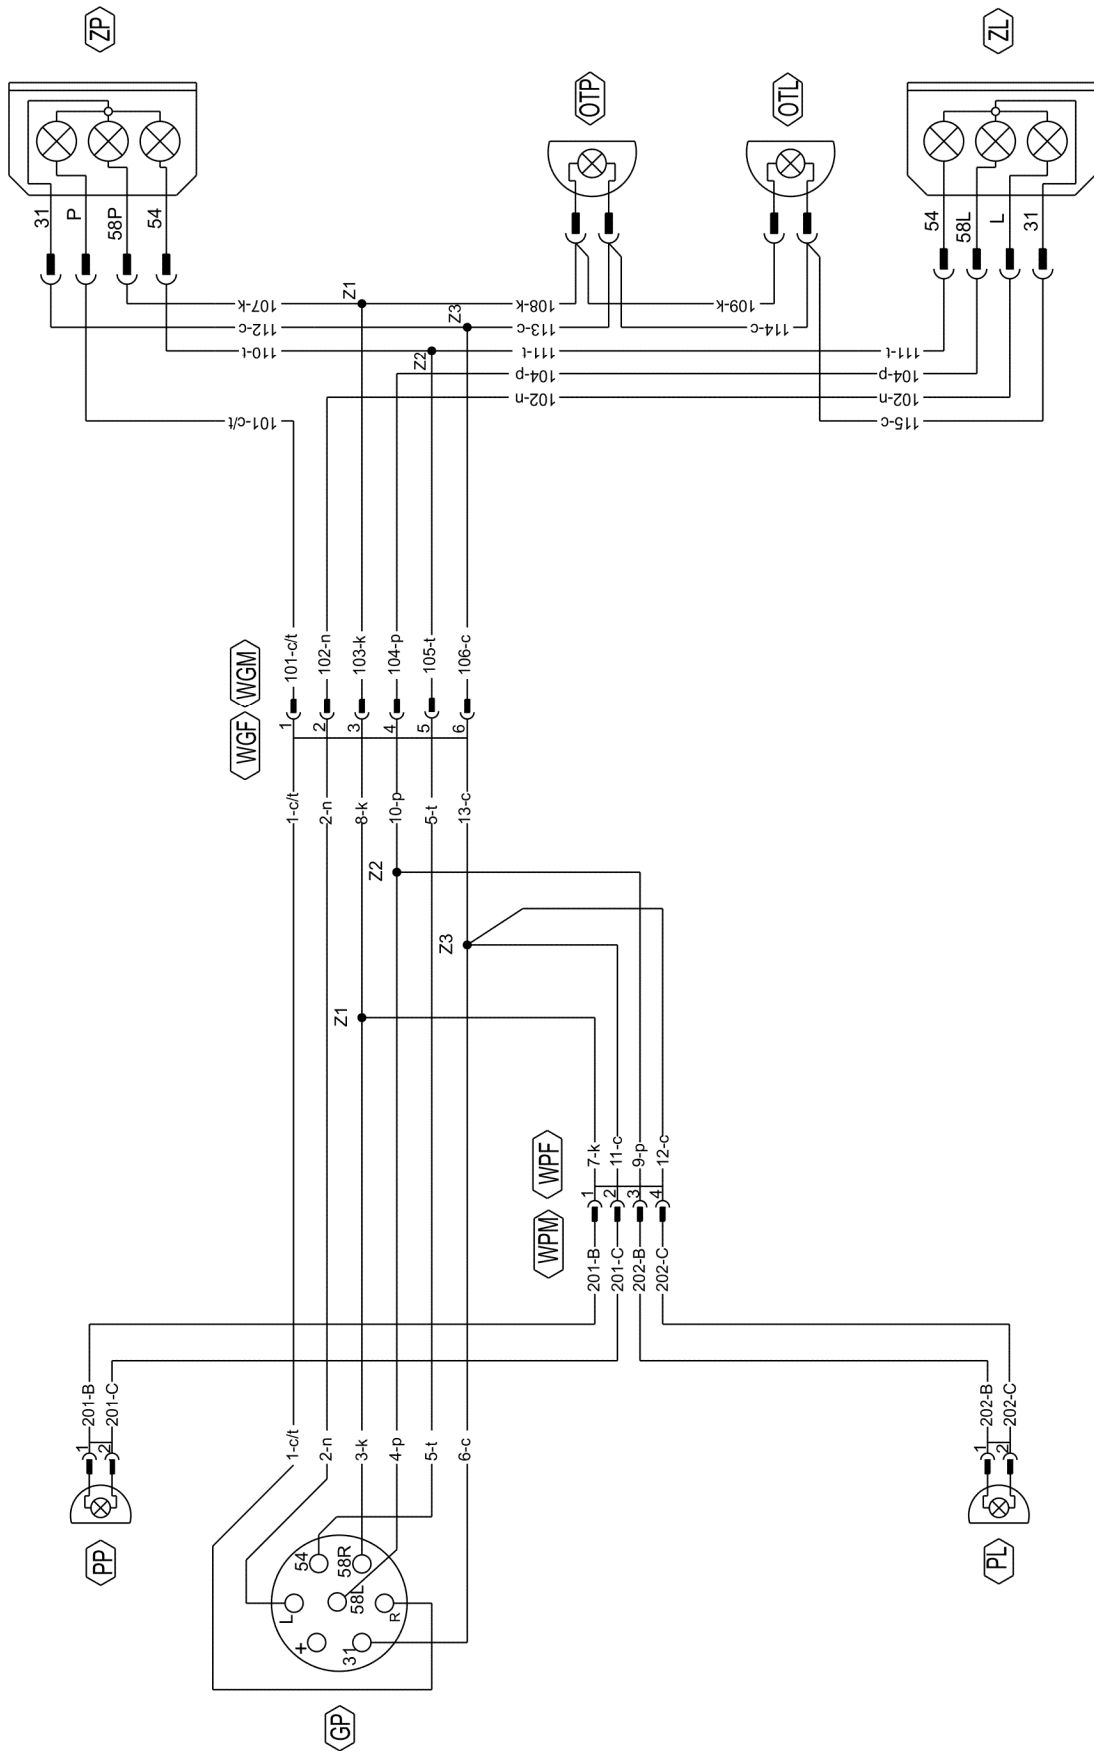 ZP
ZL
OTP
OTL
31
P
58P
54
54
58L
L
31
107-k
Z1
108-k
109-k
112-c
Z3
113-c
114-c
110-t
Z2
111-t
111-t
104-p
104-p
102-n
102-n
101-c/t
115-c
WGM
WGF
101-c/t
102-n
103-k
104-p
105-t
106-c
1
2
3
4
5
6
1-c/t
2-n
8-k
10-p
5-t
13-c
Z2
Z3
Z1
WPF
WPM
7-k
11-c
9-p
12-c
1
2
3
4
201-B
201-C
202-B
202-C
201-B
201-C
1
2
PP
202-B
202-C
1
2
PL
1-c/t
2-n
3-k
4-p
5-t
6-c
54
58R
L
58L
R
+
31
GP